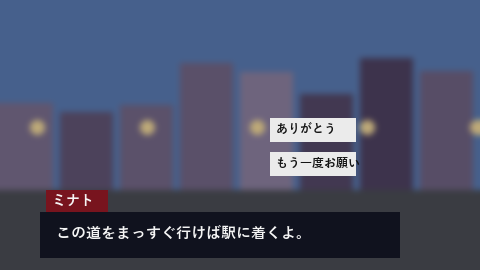 ありがとう
もう一度お願い
ミナト
この道をまっすぐ行けば駅に着くよ。